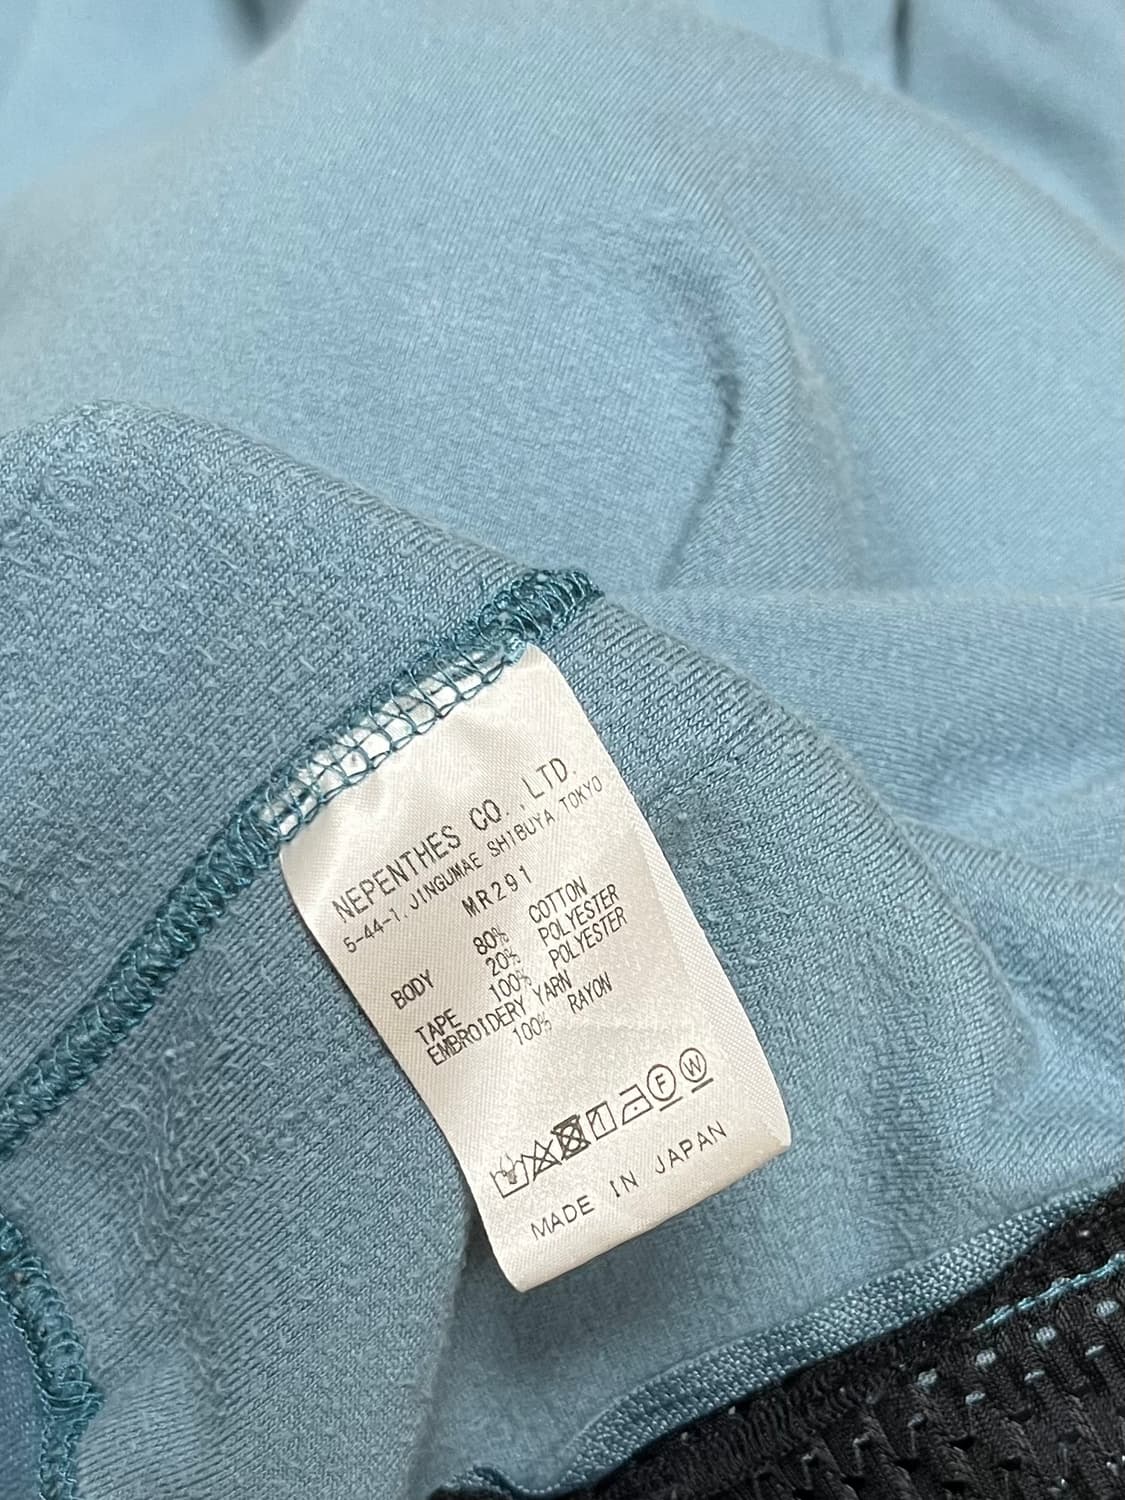 NEPENTHES CO.,LTD.
5-44-1.JINGUMAE SHIBUYA TOKYO
MR291
BODY 80% COTTON
20% POLYESTER
TAPE 100% POLYESTER
EMBROIDERY YARN
100% RAYON
F W
MADE IN JAPAN